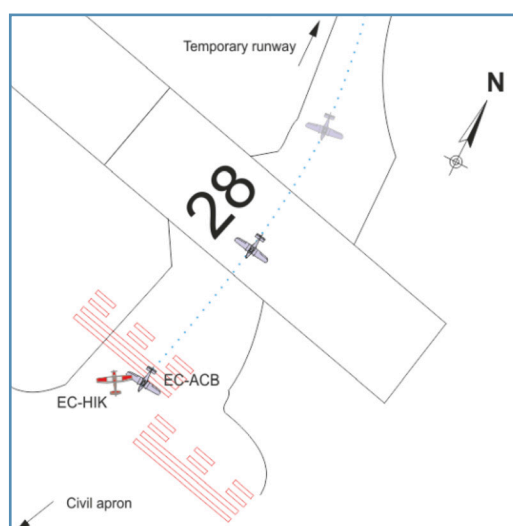 Temporary runway
N
28
EC-ACB
EC-HIK
Civil apron